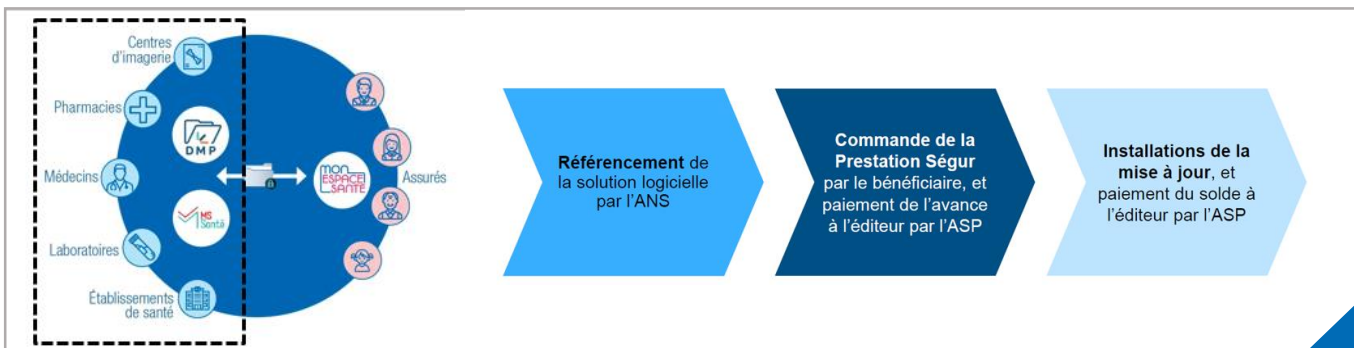 Centres
d'imagerie
Pharmacies
DMP
Médecins
MON
ESPACE
SANTÉ
Assurés
MS
Santé
Laboratoires
Établissements
de santé
Référencement de
la solution logicielle
par l'ANS
Commande de la
Prestation Ségur
par le bénéficiaire, et
paiement de l'avance
à l'éditeur par l'ASP
Installations de la
mise à jour, et
paiement du solde à
l'éditeur par l'ASP